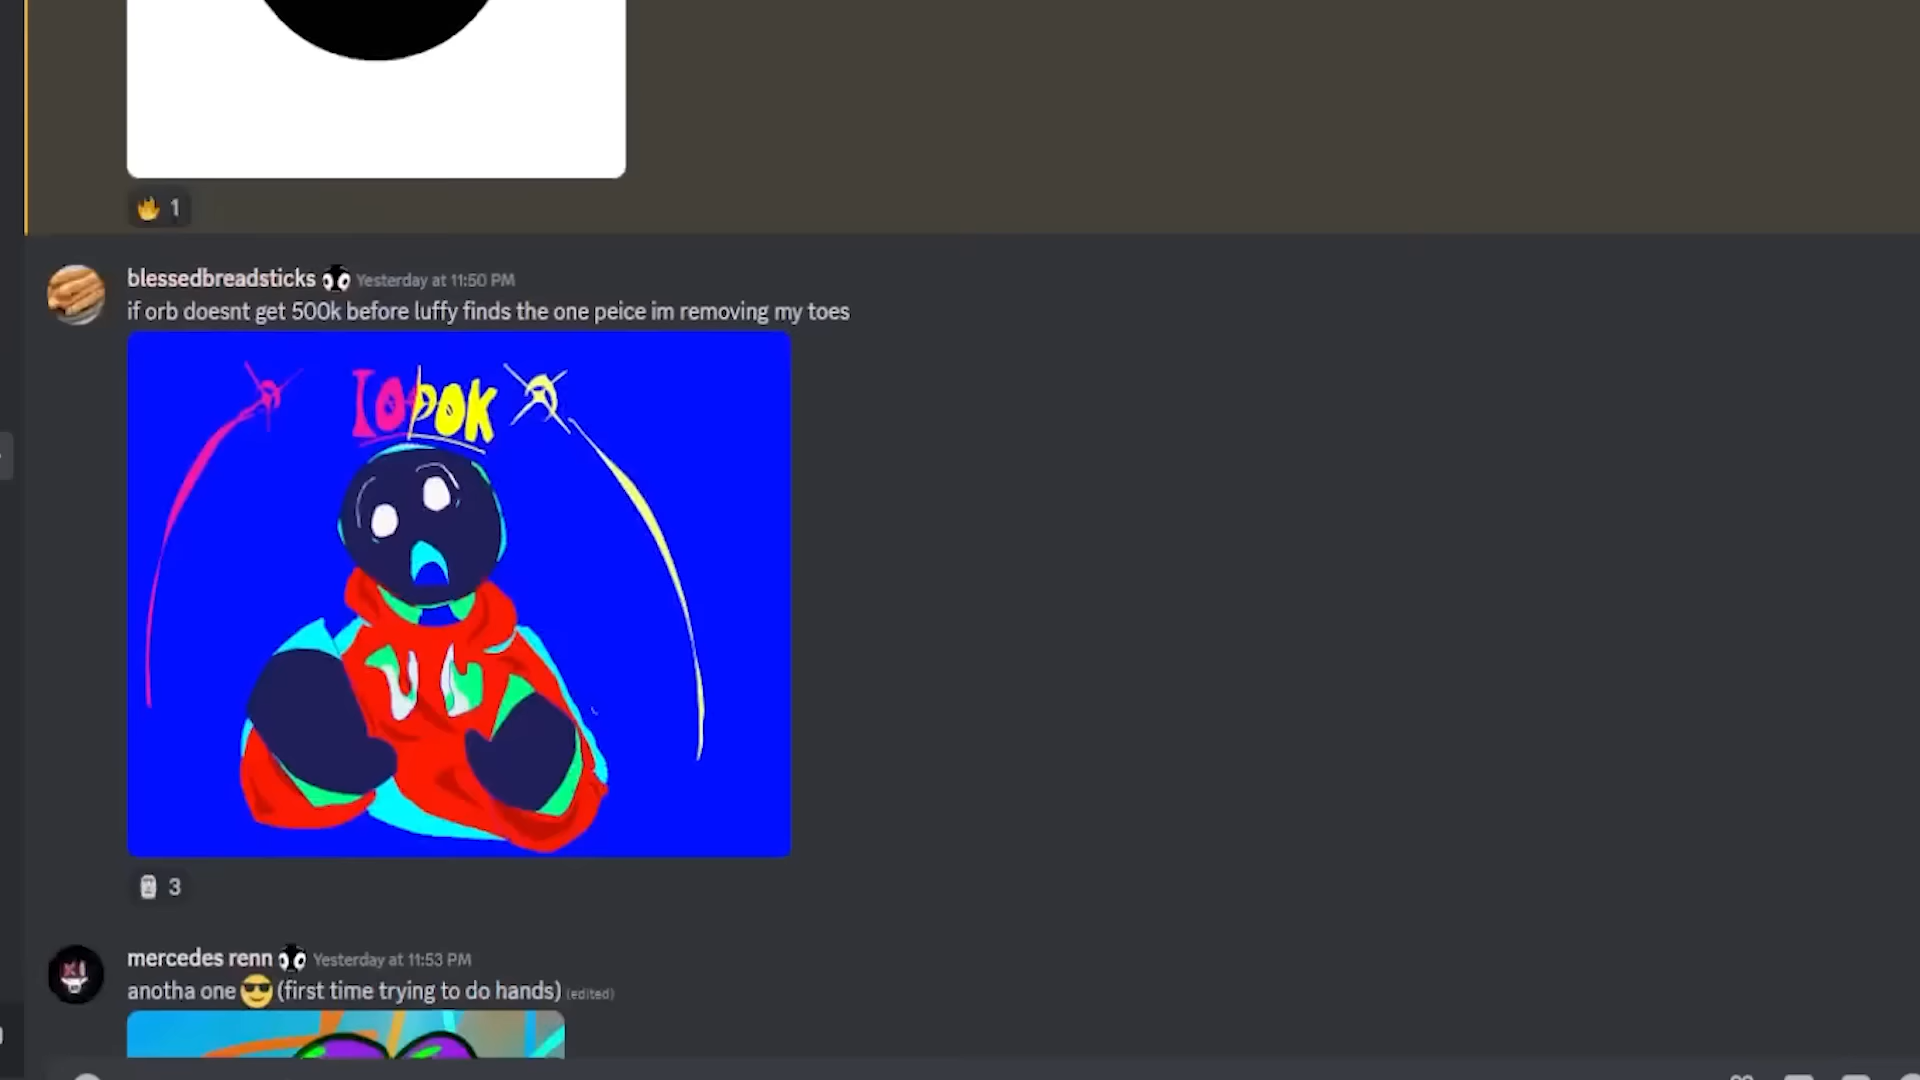 1
blessedbreadsticks Yesterday at 11:50 PM
if orb doesnt get 500k before luffy finds the one peice im removing my toes
100K
3
mercedes renn Yesterday at 11:53 PM
anotha one 😎 (first time trying to do hands) (edited)